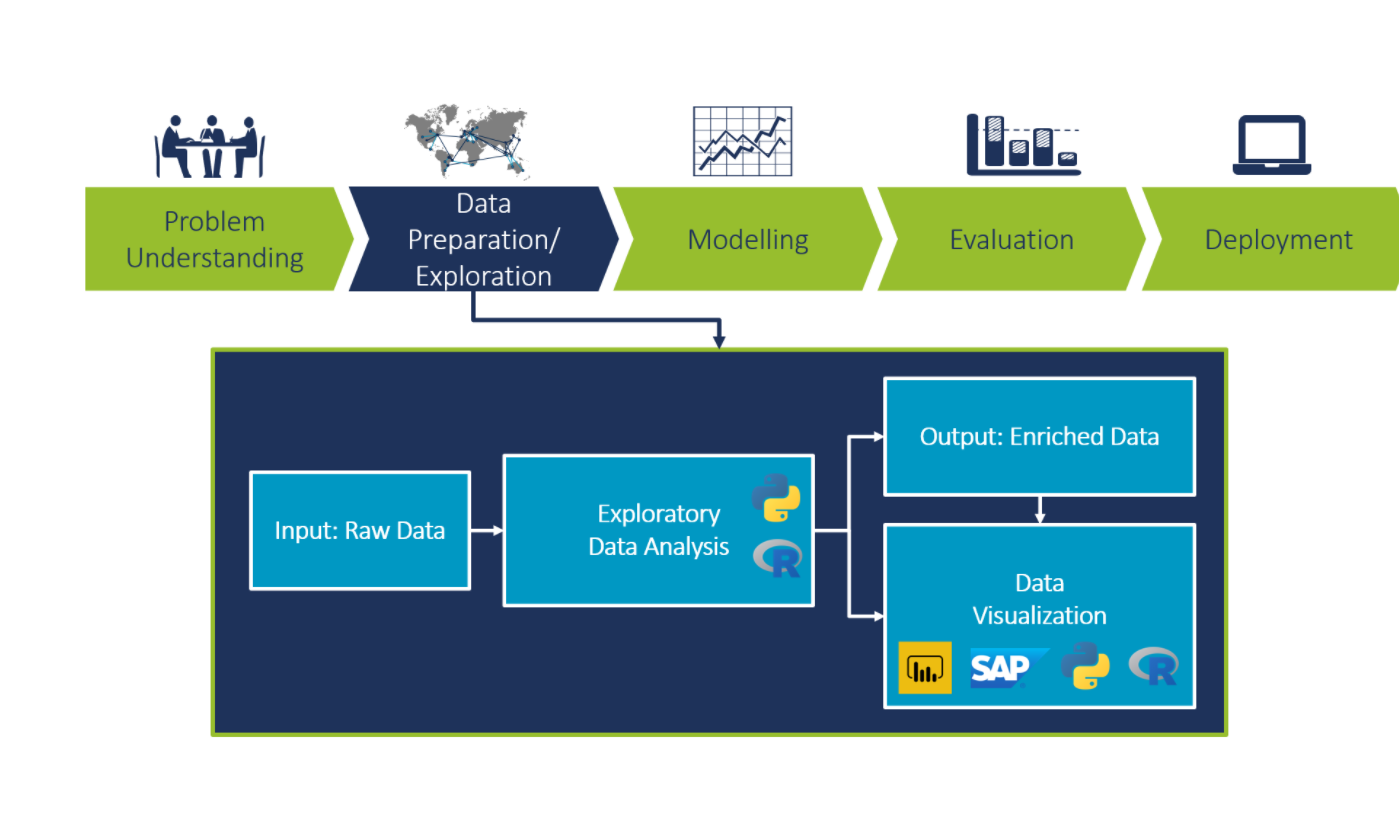 Problem
Understanding
Data
Preparation/
Exploration
Modelling
Evaluation
Deployment
Input: Raw Data
Exploratory
Data Analysis
R
Output: Enriched Data
Data
Visualization
SAP
R